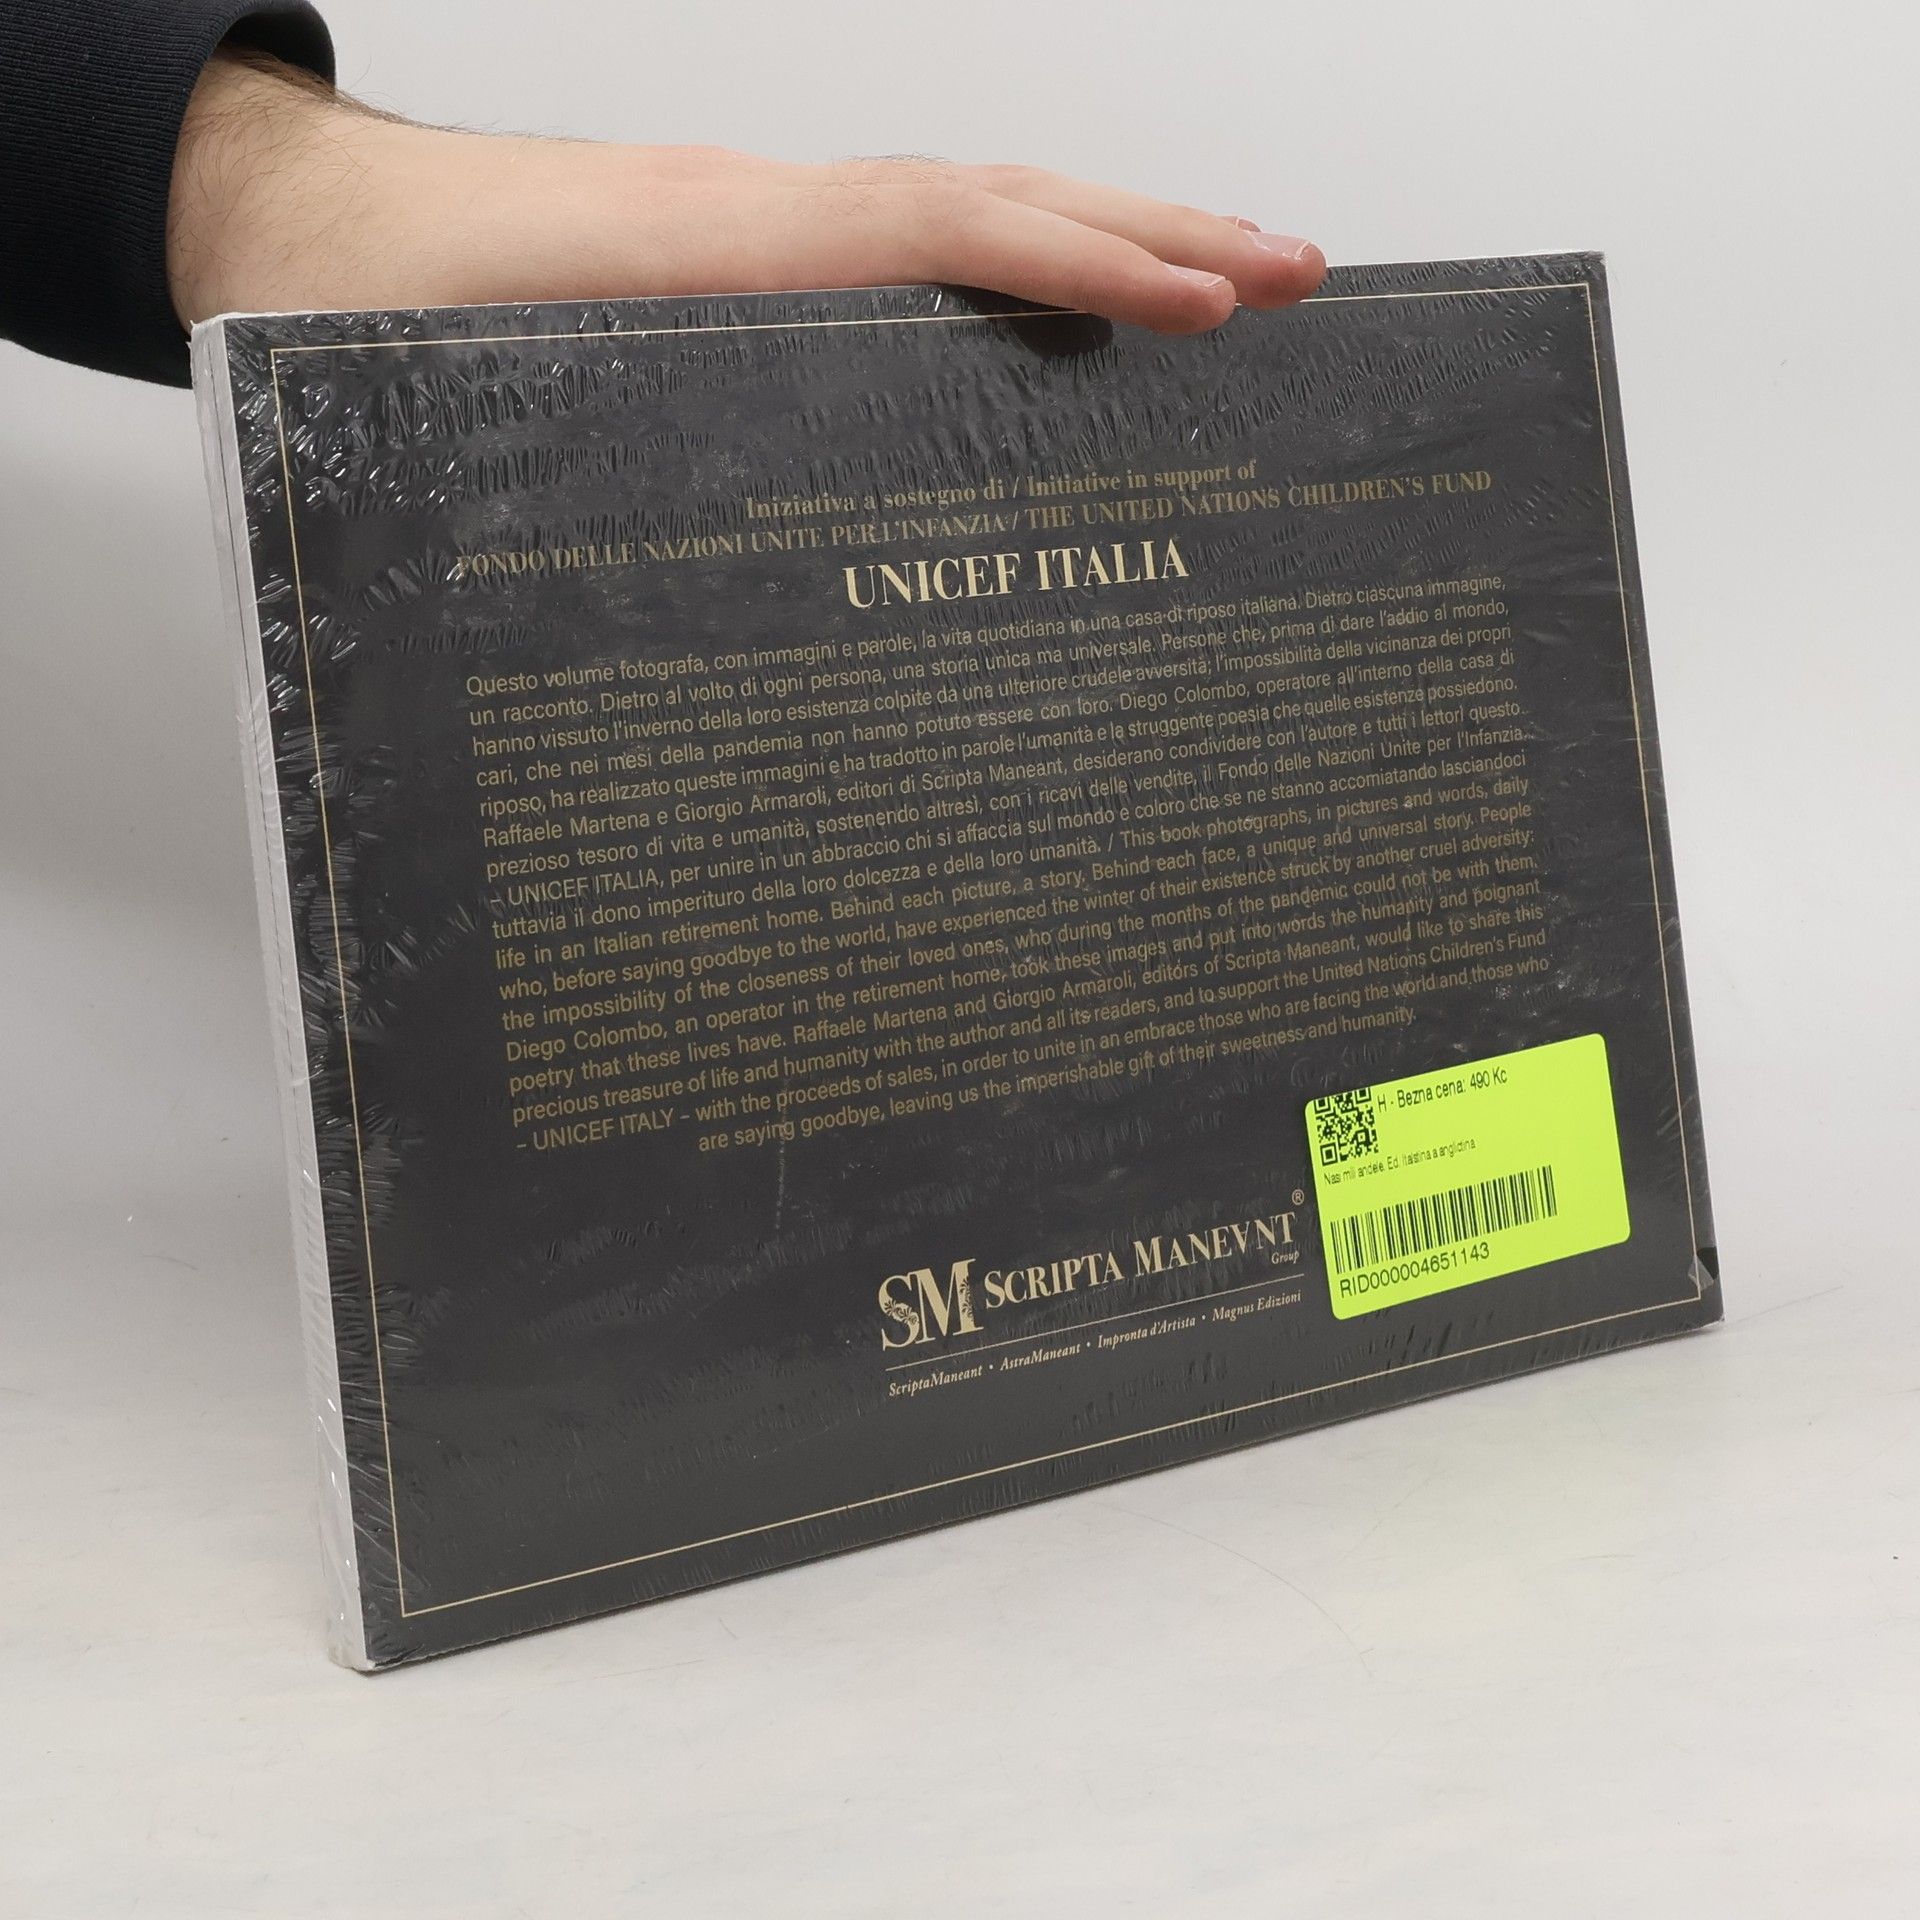 Iniziativa a sostegno di / Initiative in support of
FONDO DELLE NAZIONI UNITE PER L'INFANZIA / THE UNITED NATIONS CHILDREN'S FUND
UNICEF ITALIA
Questo volume fotografa, con immagini e parole, la vita quotidiana in una casa di riposo italiana. Dietro ciascuna immagine,
un racconto. Dietro al volto di ogni persona, una storia unica ma universale. Persone che, prima di dare l'addio al mondo,
hanno vissuto l'inverno della loro esistenza colpite da una ulteriore crudele avversità; l'impossibilità della vicinanza dei propri
cari, che nei mesi della pandemia non hanno potuto essere con loro. Diego Colombo, operatore all'interno della casa di
riposo, ha realizzato queste immagini e ha tradotto in parole l'umanità e la struggente poesia che quelle esistenze possiedono.
Raffaele Martena e Giorgio Armaroli, editori di Scripta Maneant, desiderano condividere con l'autore e tutti i lettori questo
prezioso tesoro di vita e umanità, sostenendo altresì, con i ricavi delle vendite, il Fondo delle Nazioni Unite per l'Infanzia
– UNICEF ITALIA, per unire in un abbraccio chi si affaccia sul mondo e coloro che se ne stanno accomiatando lasciandoci
tuttavia il dono imperituro della loro dolcezza e della loro umanità. / This book photographs, in pictures and words, daily
life in an Italian retirement home. Behind each picture, a story. Behind each face, a unique and universal story. People
who, before saying goodbye to the world, have experienced the winter of their existence struck by another cruel adversity:
the impossibility of the closeness of their loved ones, who during the months of the pandemic could not be with them.
Diego Colombo, an operator in the retirement home, took these images and put into words the humanity and poignant
poetry that these lives have. Raffaele Martena and Giorgio Armaroli, editors of Scripta Maneant, would like to share this
precious treasure of life and humanity with the author and all its readers, and to support the United Nations Children's Fund
– UNICEF ITALY – with the proceeds of sales, in order to unite in an embrace those who are facing the world and those who
are saying goodbye, leaving us the imperishable gift of their sweetness and humanity.
H - Bezna cena: 490 Kc
Nasi mili andele. Ed. Italstina a anglictina
RID000004651143
SM SCRIPTA MANEVNT®
Group
ScriptaManeant • AstraManeant • Impronta d'Artista • Magnus Edizioni